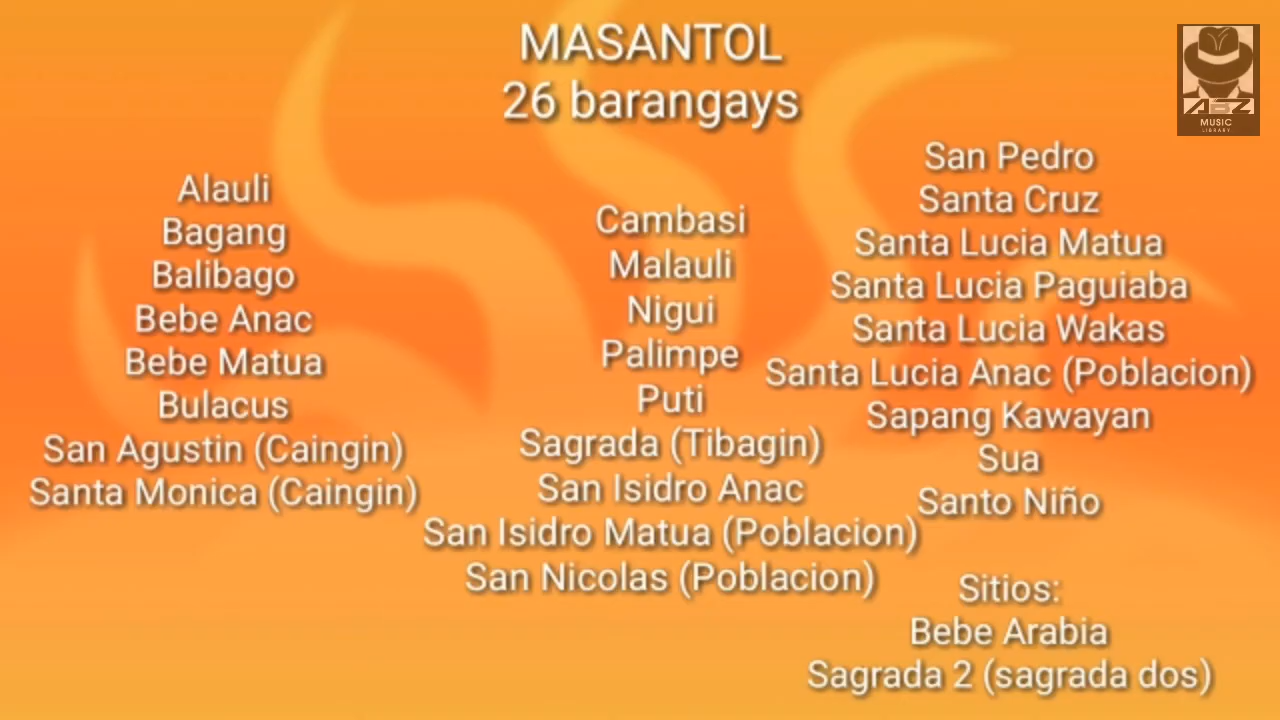 MASANTOL
26 barangays
Alauli
Bagang
Balibago
Bebe Anac
Bebe Matua
Bulacus
San Agustin (Caingin)
Santa Monica (Caingin)
Cambasi
Malauli
Nigui
Palimpe
Puti
Sagrada (Tibagin)
San Isidro Anac
San Isidro Matua (Poblacion)
San Nicolas (Poblacion)
San Pedro
Santa Cruz
Santa Lucia Matua
Santa Lucia Paguiaba
Santa Lucia Wakas
Santa Lucia Anac (Poblacion)
Sapang Kawayan
Sua
Santo Niño
Sitios:
Bebe Arabia
Sagrada 2 (sagrada dos)
MUSIC
LIBRARY